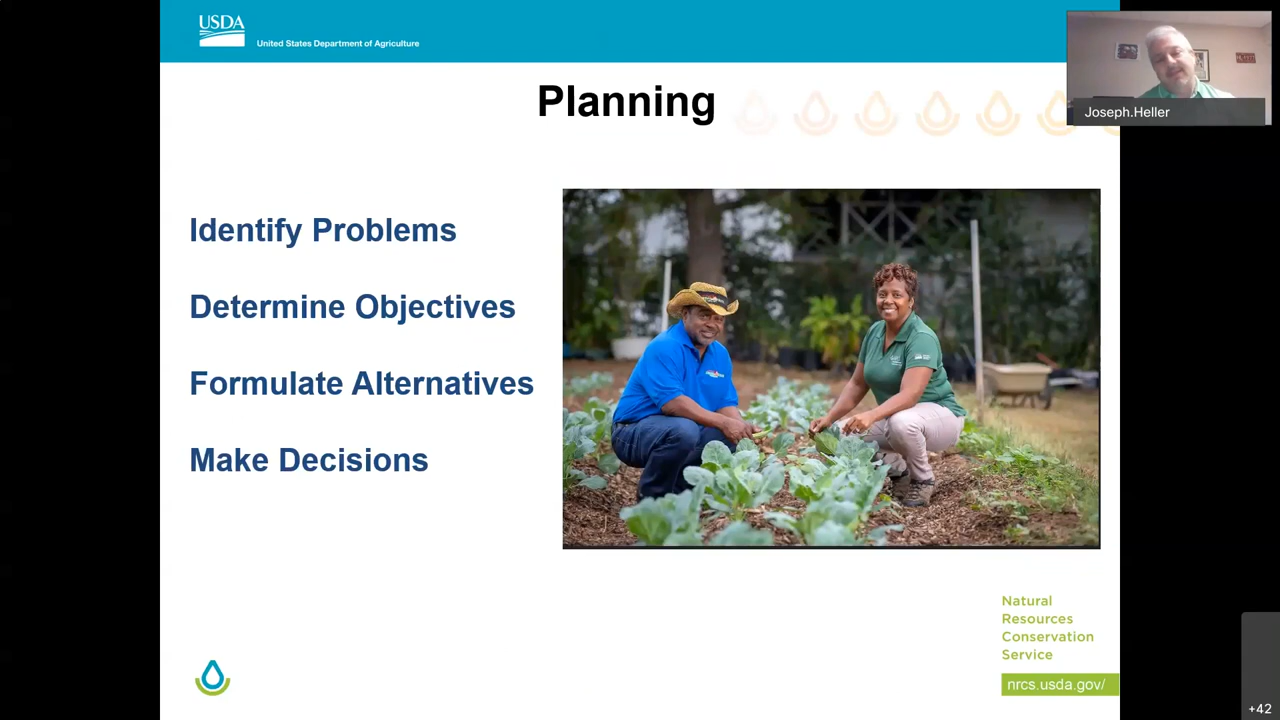 USDA
United States Department of Agriculture
Joseph.Heller
Planning
Identify Problems
Determine Objectives
Formulate Alternatives
Make Decisions
Natural
Resources
Conservation
Service
nrcs.usda.gov/
+42